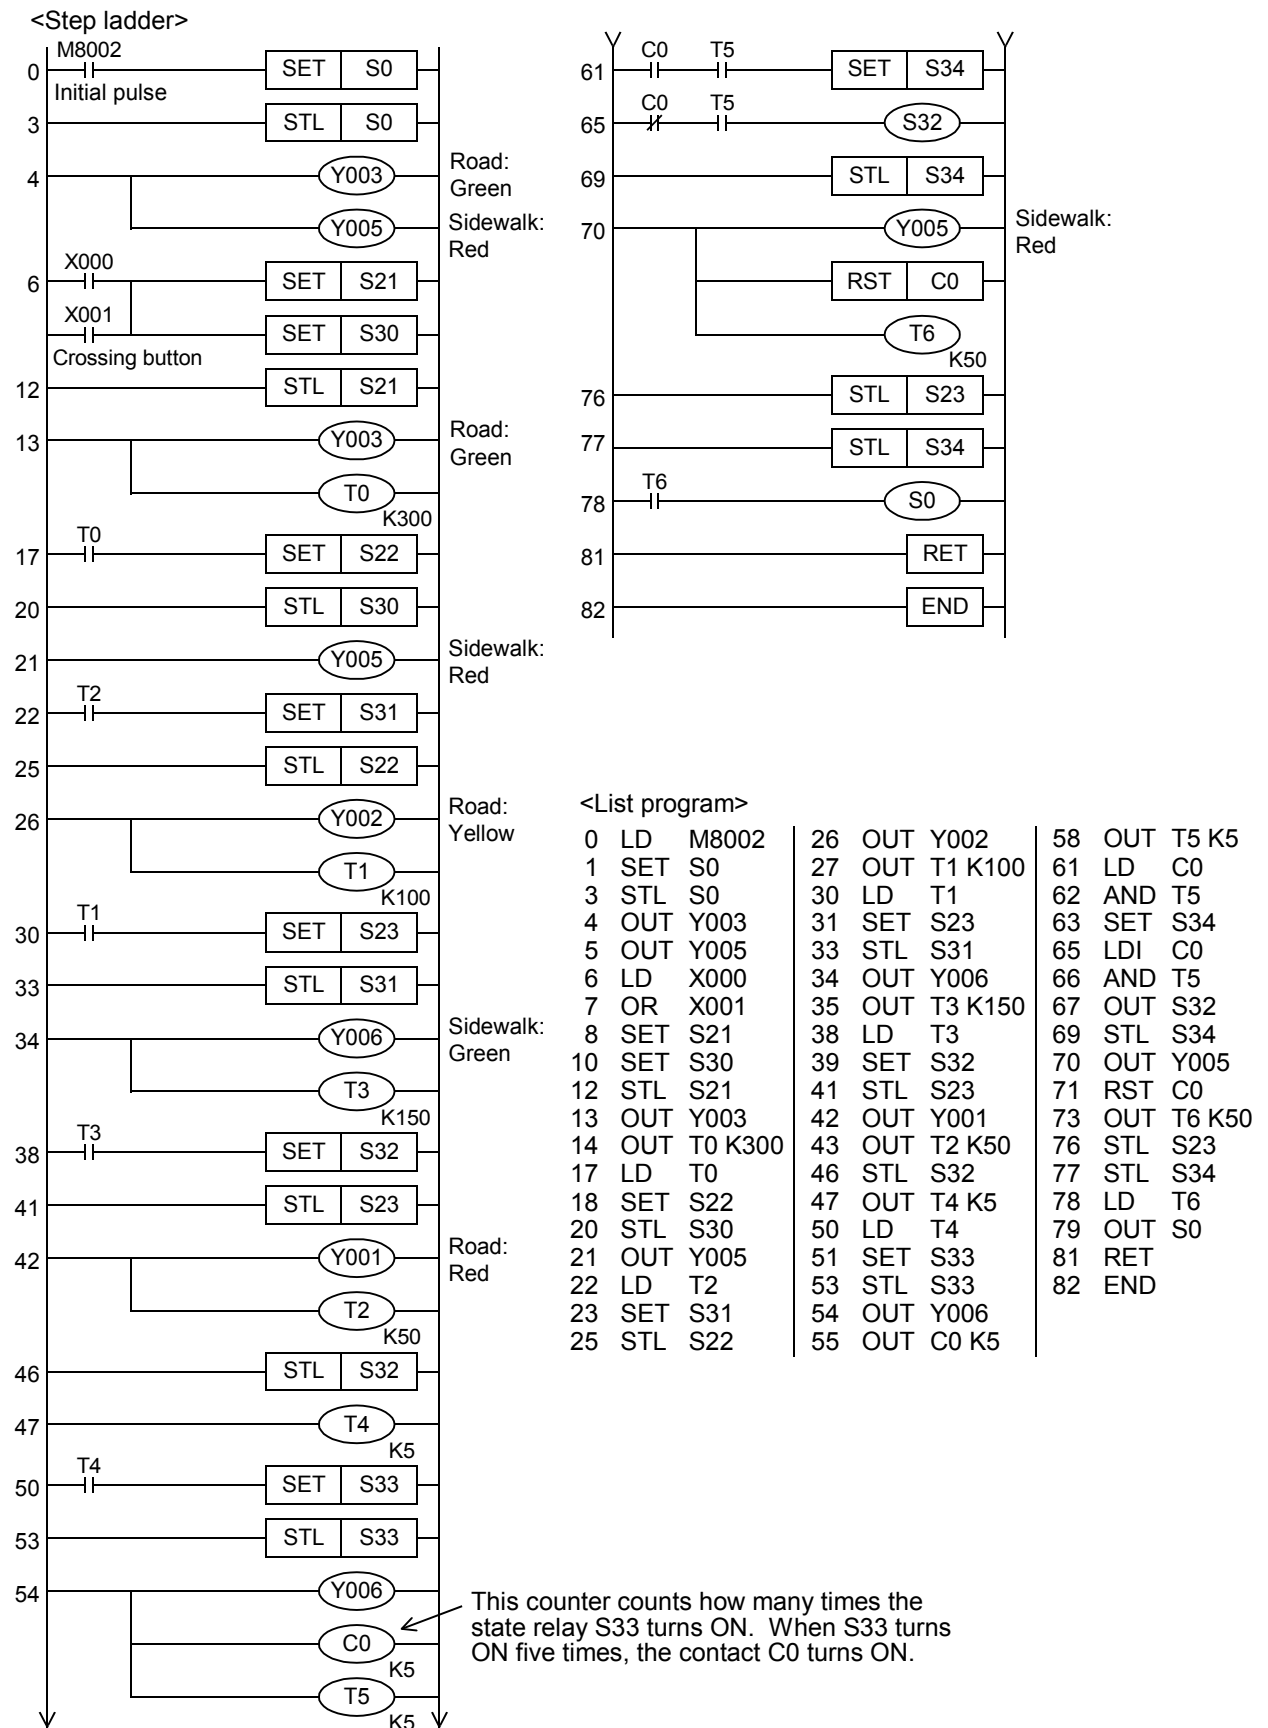 <Step ladder>
M8002
0 SET S0
Initial pulse
3 STL S0
4 Y003 Road: Green
Y005 Sidewalk: Red
X000
6 SET S21
X001
SET S30
Crossing button
12 STL S21
13 Y003 Road: Green
T0
K300
T0
17 SET S22
20 STL S30
21 Y005 Sidewalk: Red
T2
22 SET S31
25 STL S22
26 Y002 Road: Yellow
T1
K100
T1
30 SET S23
33 STL S31
34 Y006 Sidewalk: Green
T3
K150
T3
38 SET S32
41 STL S23
42 Y001 Road: Red
T2
K50
46 STL S32
47 T4
K5
T4
50 SET S33
53 STL S33
54 Y006
C0
K5
T5
K5
This counter counts how many times the
state relay S33 turns ON. When S33 turns
ON five times, the contact C0 turns ON.
C0 T5
61 SET S34
C0 T5
65 S32
69 STL S34
70 Y005 Sidewalk: Red
RST C0
T6
K50
76 STL S23
77 STL S34
T6
78 S0
81 RET
82 END
<List program>
0 LD M8002
1 SET S0
3 STL S0
4 OUT Y003
5 OUT Y005
6 LD X000
7 OR X001
8 SET S21
10 SET S30
12 STL S21
13 OUT Y003
14 OUT T0 K300
17 LD T0
18 SET S22
20 STL S30
21 OUT Y005
22 LD T2
23 SET S31
25 STL S22
26 OUT Y002
27 OUT T1 K100
30 LD T1
31 SET S23
33 STL S31
34 OUT Y006
35 OUT T3 K150
38 LD T3
39 SET S32
41 STL S23
42 OUT Y001
43 OUT T2 K50
46 STL S32
47 OUT T4 K5
50 LD T4
51 SET S33
53 STL S33
54 OUT Y006
55 OUT C0 K5
58 OUT T5 K5
61 LD C0
62 AND T5
63 SET S34
65 LDI C0
66 AND T5
67 OUT S32
69 STL S34
70 OUT Y005
71 RST C0
73 OUT T6 K50
76 STL S23
77 STL S34
78 LD T6
79 OUT S0
81 RET
82 END